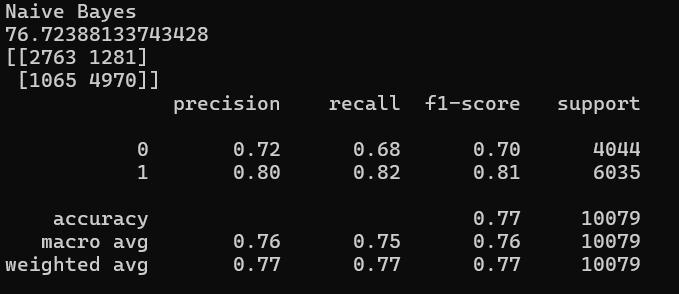 Naive Bayes
76.72388133743428
[[2763 1281]
 [1065 4970]]
              precision    recall  f1-score   support

           0       0.72      0.68      0.70      4044
           1       0.80      0.82      0.81      6035

    accuracy                           0.77     10079
   macro avg       0.76      0.75      0.76     10079
weighted avg       0.77      0.77      0.77     10079